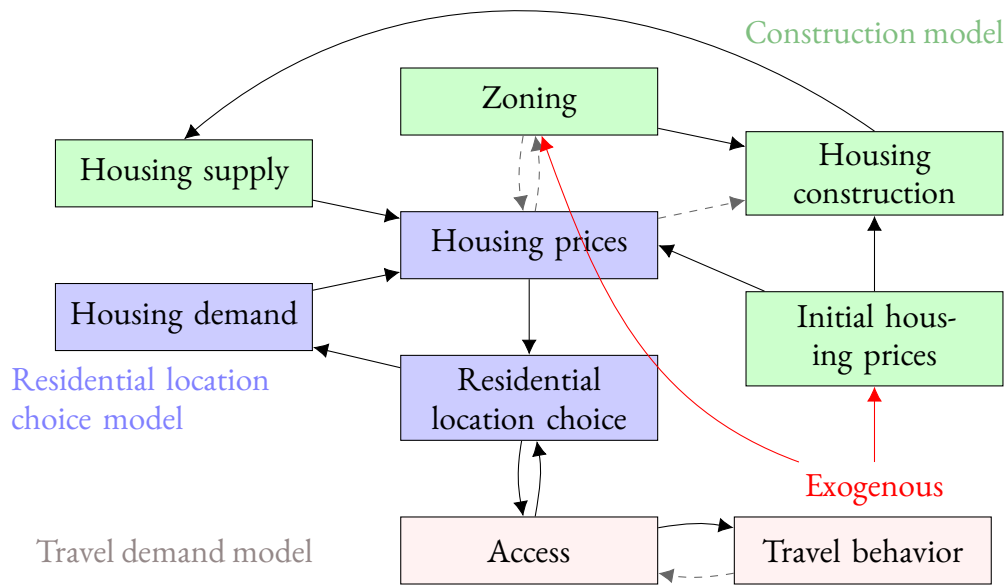 Construction model
Zoning
Housing supply
Housing
construction
Housing prices
Housing demand
Initial hous-
ing prices
Residential location
choice model
Residential
location choice
Exogenous
Travel demand model
Access
Travel behavior